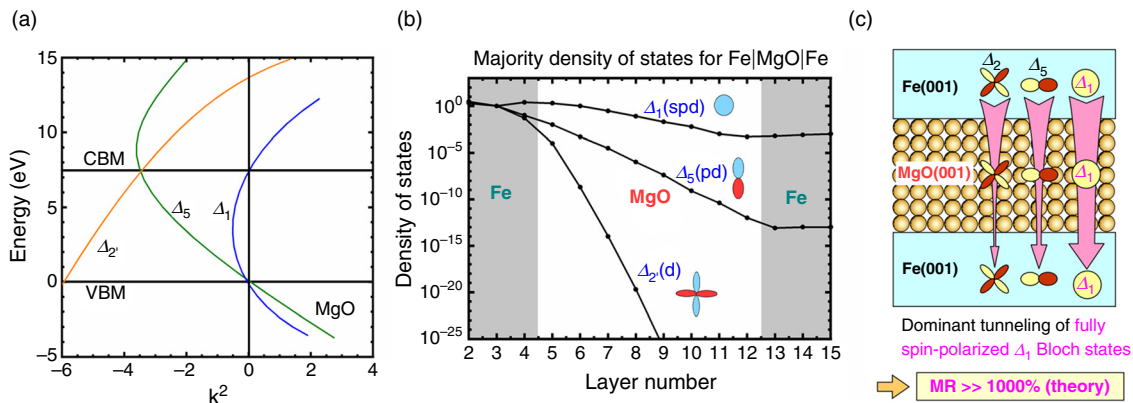 (a)
15
10
5
0
−5
Energy (eV)
CBM
VBM
Δ5
Δ1
Δ2'
MgO
−6 −4 −2 0 2 4
k²
(b)
Majority density of states for Fe|MgO|Fe
10⁰
10⁻⁵
10⁻¹⁰
10⁻¹⁵
10⁻²⁰
10⁻²⁵
Density of states
Δ1(spd)
Δ5(pd)
Fe
MgO
Fe
Δ2'(d)
2 3 4 5 6 7 8 9 10 11 12 13 14 15
Layer number
(c)
Δ2 Δ5
Fe(001)
Δ1
MgO(001)
Δ1
Fe(001)
Δ1
Dominant tunneling of fully
spin-polarized Δ1 Bloch states
MR >> 1000% (theory)